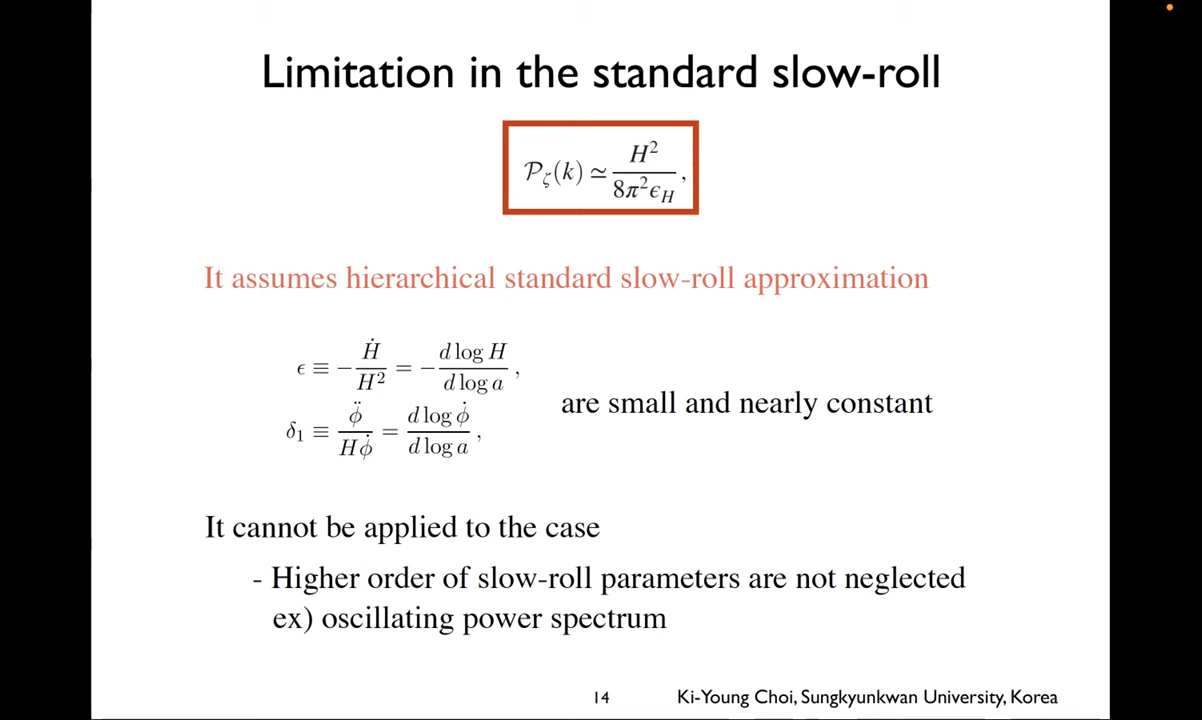 Limitation in the standard slow-roll
𝒫_ζ(k) ≃ H² / 8π²ϵ_H ,
It assumes hierarchical standard slow-roll approximation
ϵ ≡ − Ḣ / H² = − d log H / d log a ,
δ₁ ≡ ϕ̈ / Hϕ̇ = d log ϕ̇ / d log a ,
are small and nearly constant
It cannot be applied to the case
- Higher order of slow-roll parameters are not neglected
ex) oscillating power spectrum
14 Ki-Young Choi, Sungkyunkwan University, Korea